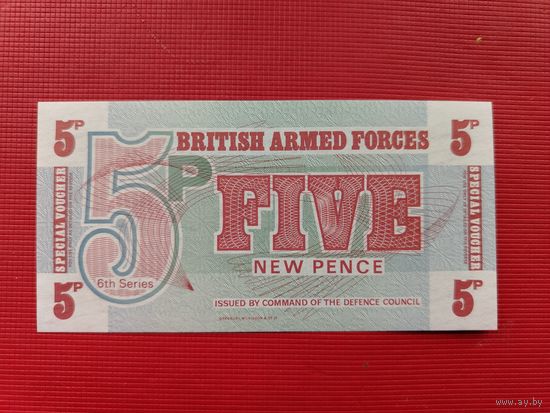 5P
5P
BRITISH ARMED FORCES
5P
FIVE
NEW PENCE
6th Series
ISSUED BY COMMAND OF THE DEFENCE COUNCIL
SPECIAL VOUCHER
SPECIAL VOUCHER
5P
5P
www.ay.by